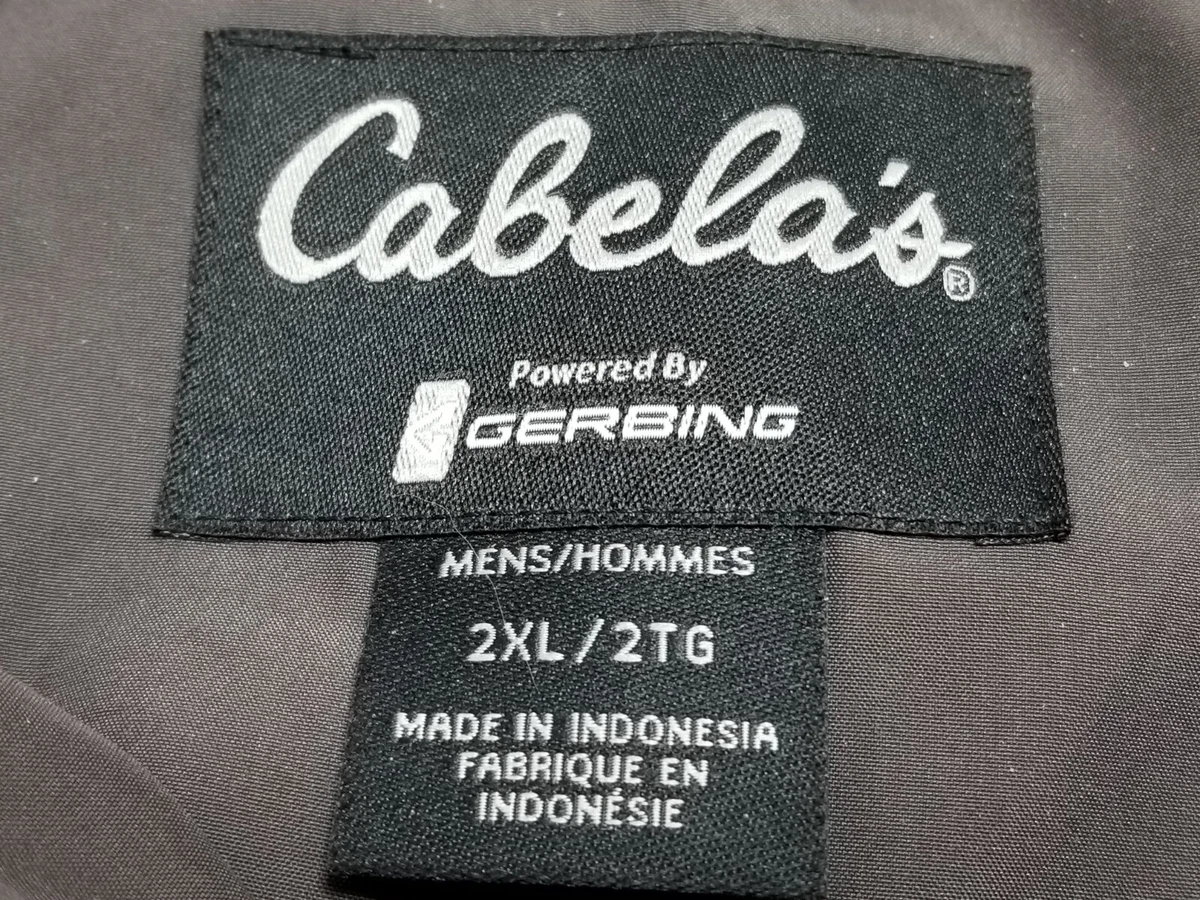 Cabela's®
Powered By
GERBING
MENS/HOMMES
2XL/2TG
MADE IN INDONESIA
FABRIQUE EN
INDONÉSIE